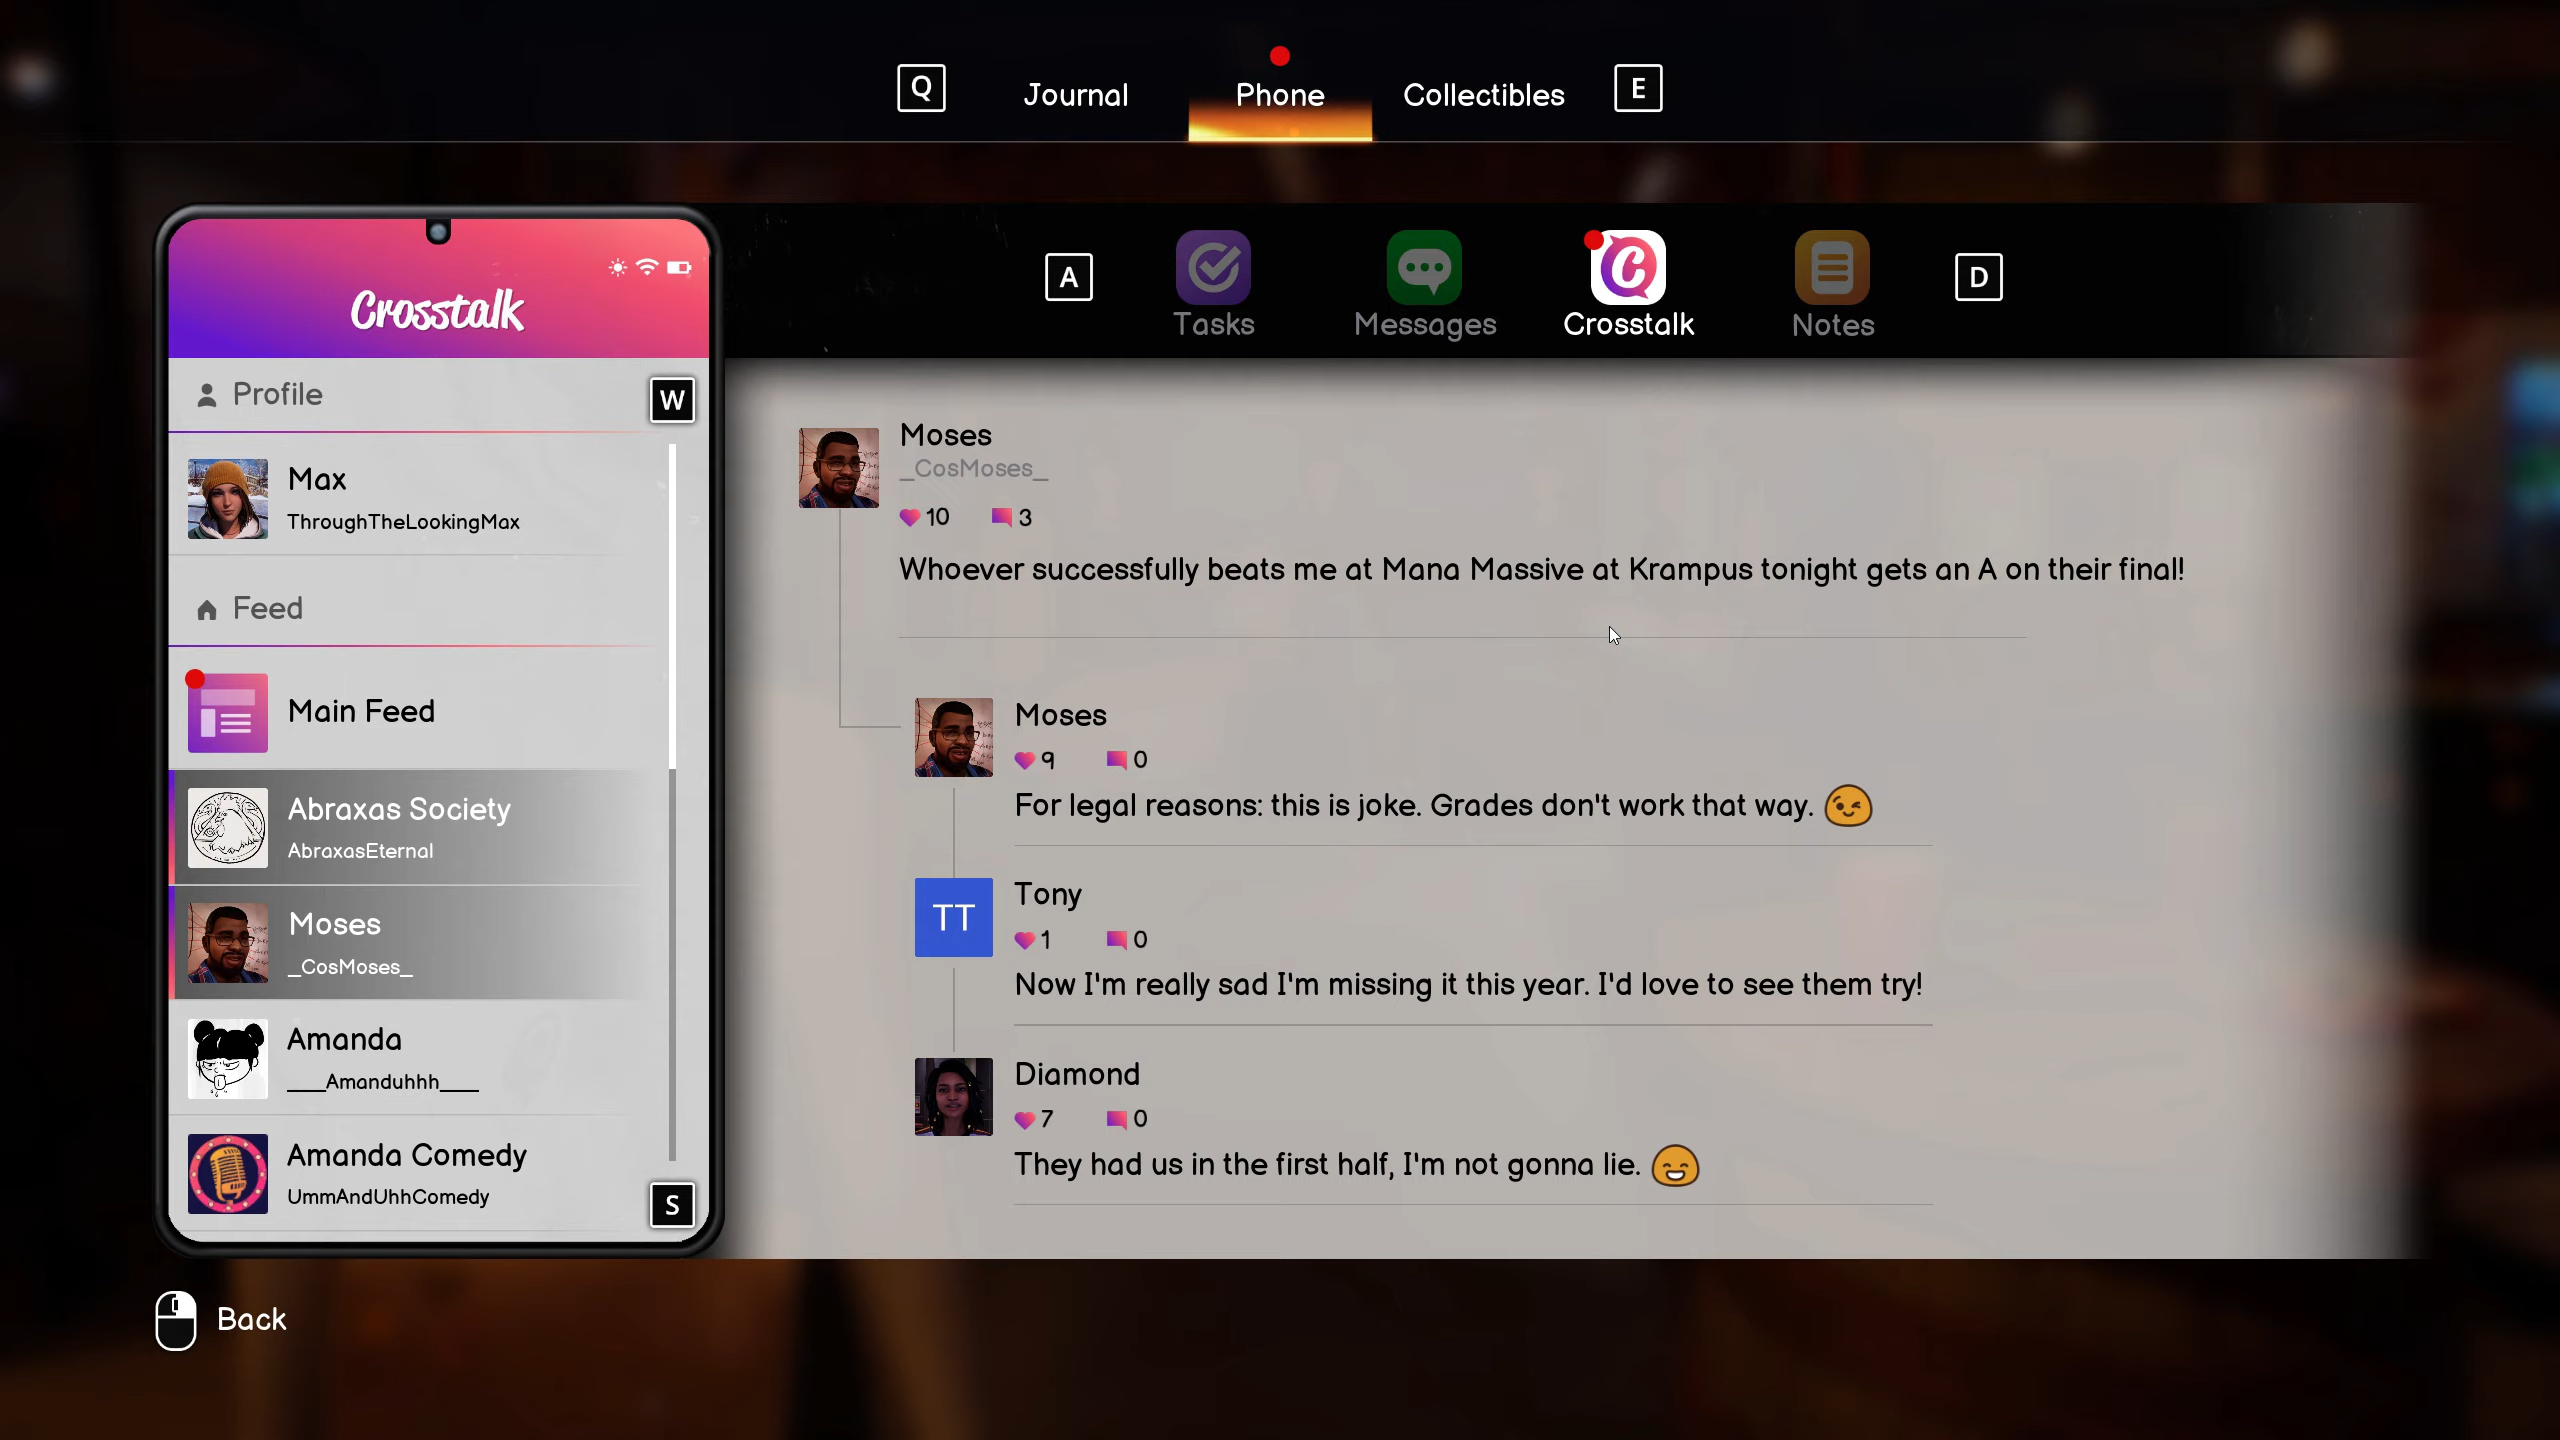 Q
Journal
Phone
Collectibles
E
Crosstalk
A
Tasks
Messages
C
Crosstalk
Notes
D
Profile
W
Max
ThroughTheLookingMax
Feed
Main Feed
Abraxas Society
AbraxasEternal
Moses
_CosMoses_
Amanda
___Amanduhhh___
Amanda Comedy
UmmAndUhhComedy
S
Moses
_CosMoses_
10
3
Whoever successfully beats me at Mana Massive at Krampus tonight gets an A on their final!
Moses
9
0
For legal reasons: this is joke. Grades don't work that way. 😉
TT
Tony
1
0
Now I'm really sad I'm missing it this year. I'd love to see them try!
Diamond
7
0
They had us in the first half, I'm not gonna lie. 😄
Back